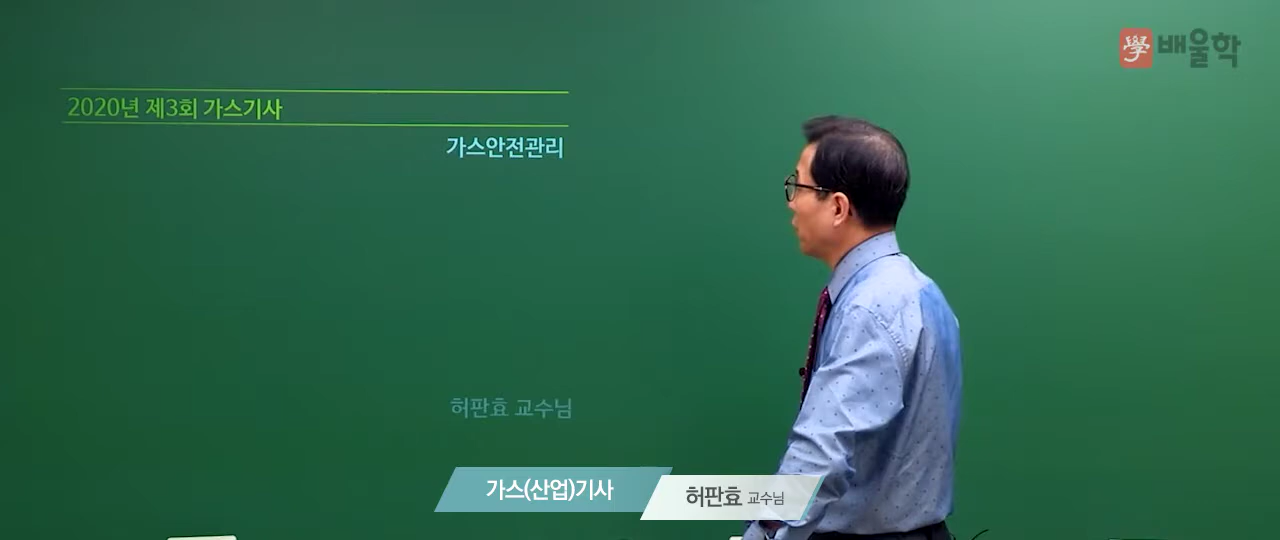 學 배울학
2020년 제3회 가스기사
가스안전관리
허판효 교수님
가스(산업)기사
허판효 교수님